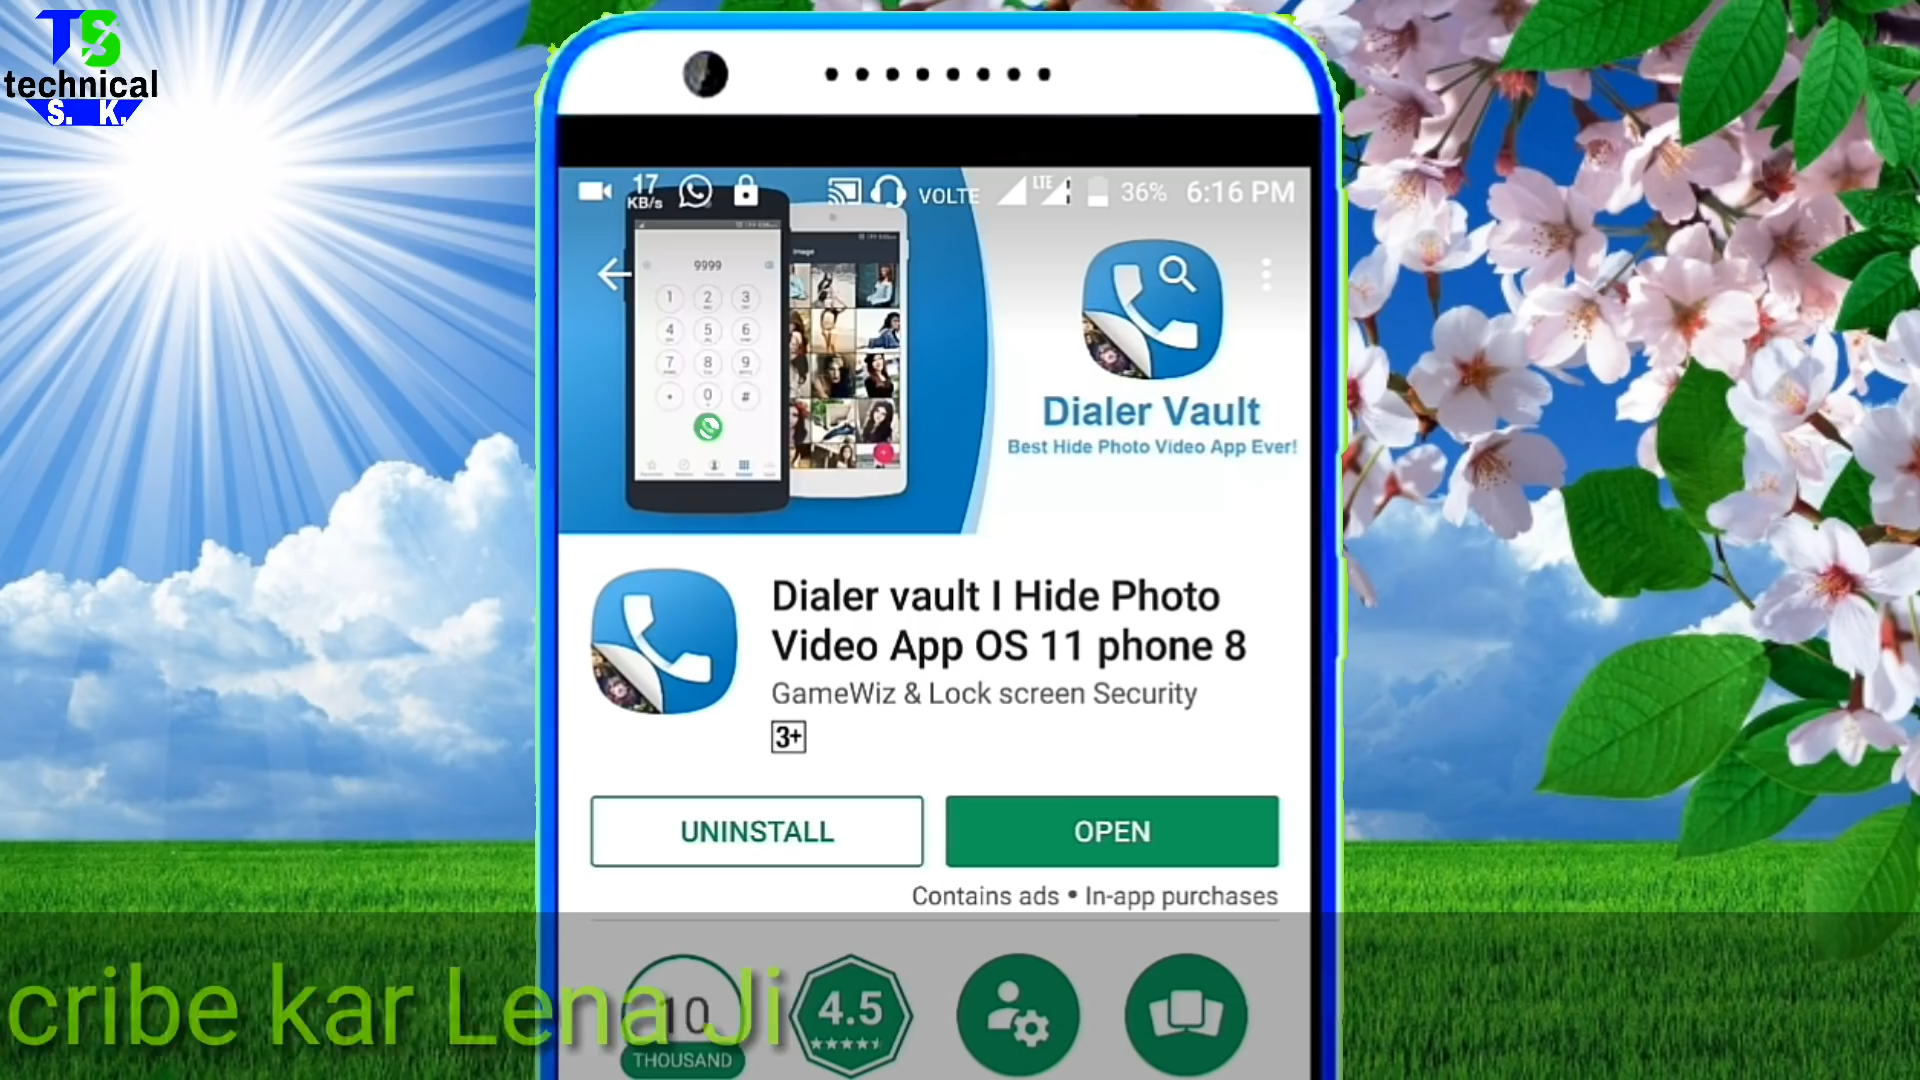 TS
technical
S. K.
17
KB/s
VOLTE
LTE
36%
6:16 PM
9999
1 2 3
4 5 6
7 8 9
0 #
Image
Dialer Vault
Best Hide Photo Video App Ever!
Dialer vault I Hide Photo
Video App OS 11 phone 8
GameWiz & Lock screen Security
3+
UNINSTALL
OPEN
Contains ads • In-app purchases
10
THOUSAND
4.5
cribe kar Lena Ji